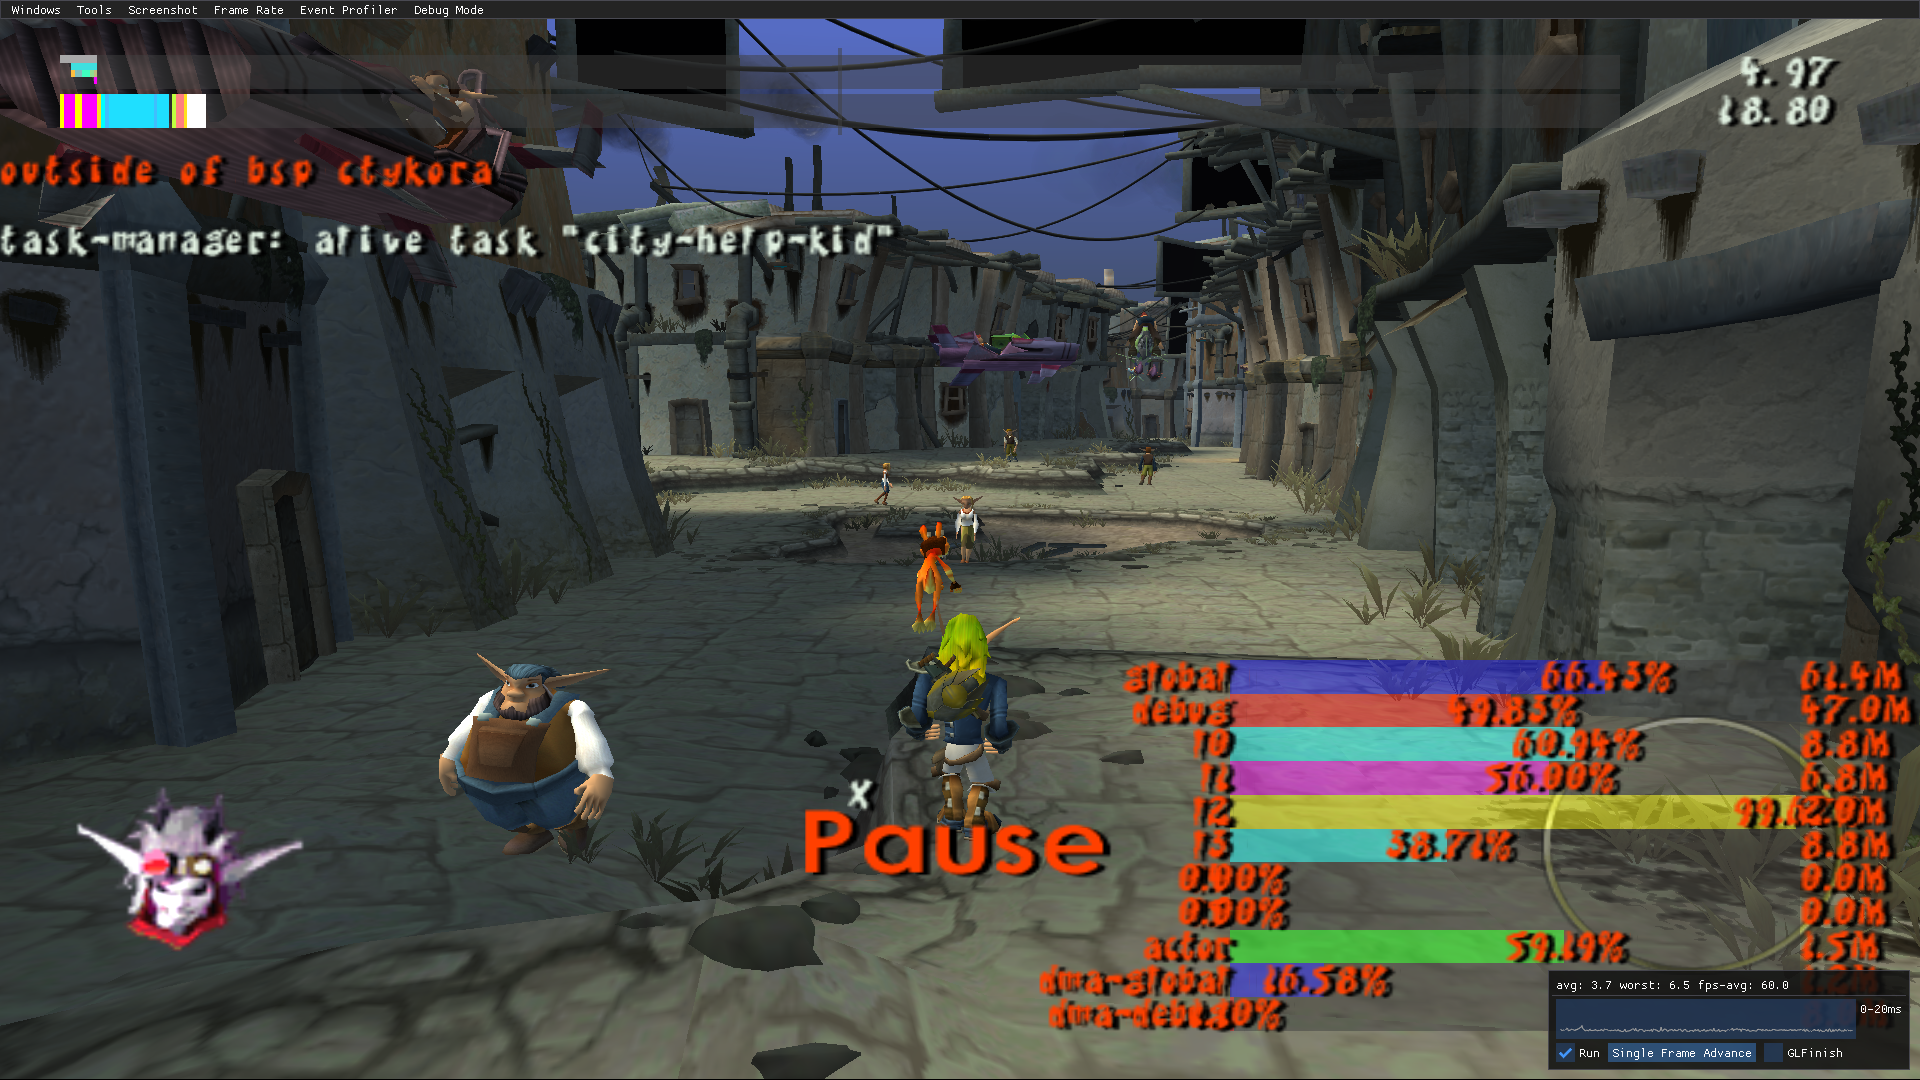 Windows Tools Screenshot Frame Rate Event Profiler Debug Mode
4.97
18.80
outside of bsp ctykora
task-manager: alive task "city-help-kid"
global 66.43% 61.4M
debug 49.83% 47.0M
l0 60.94% 8.8M
l1 56.00% 6.8M
l2 2.0M
l3 38.71% 8.8M
0.00% 0.0M
0.00% 0.0M
actor 59.19% 1.5M
dma-global 16.58%
x
Pause
avg: 3.7 worst: 6.5 fps-avg: 60.0
0-20ms
Run Single Frame Advance GLFinish